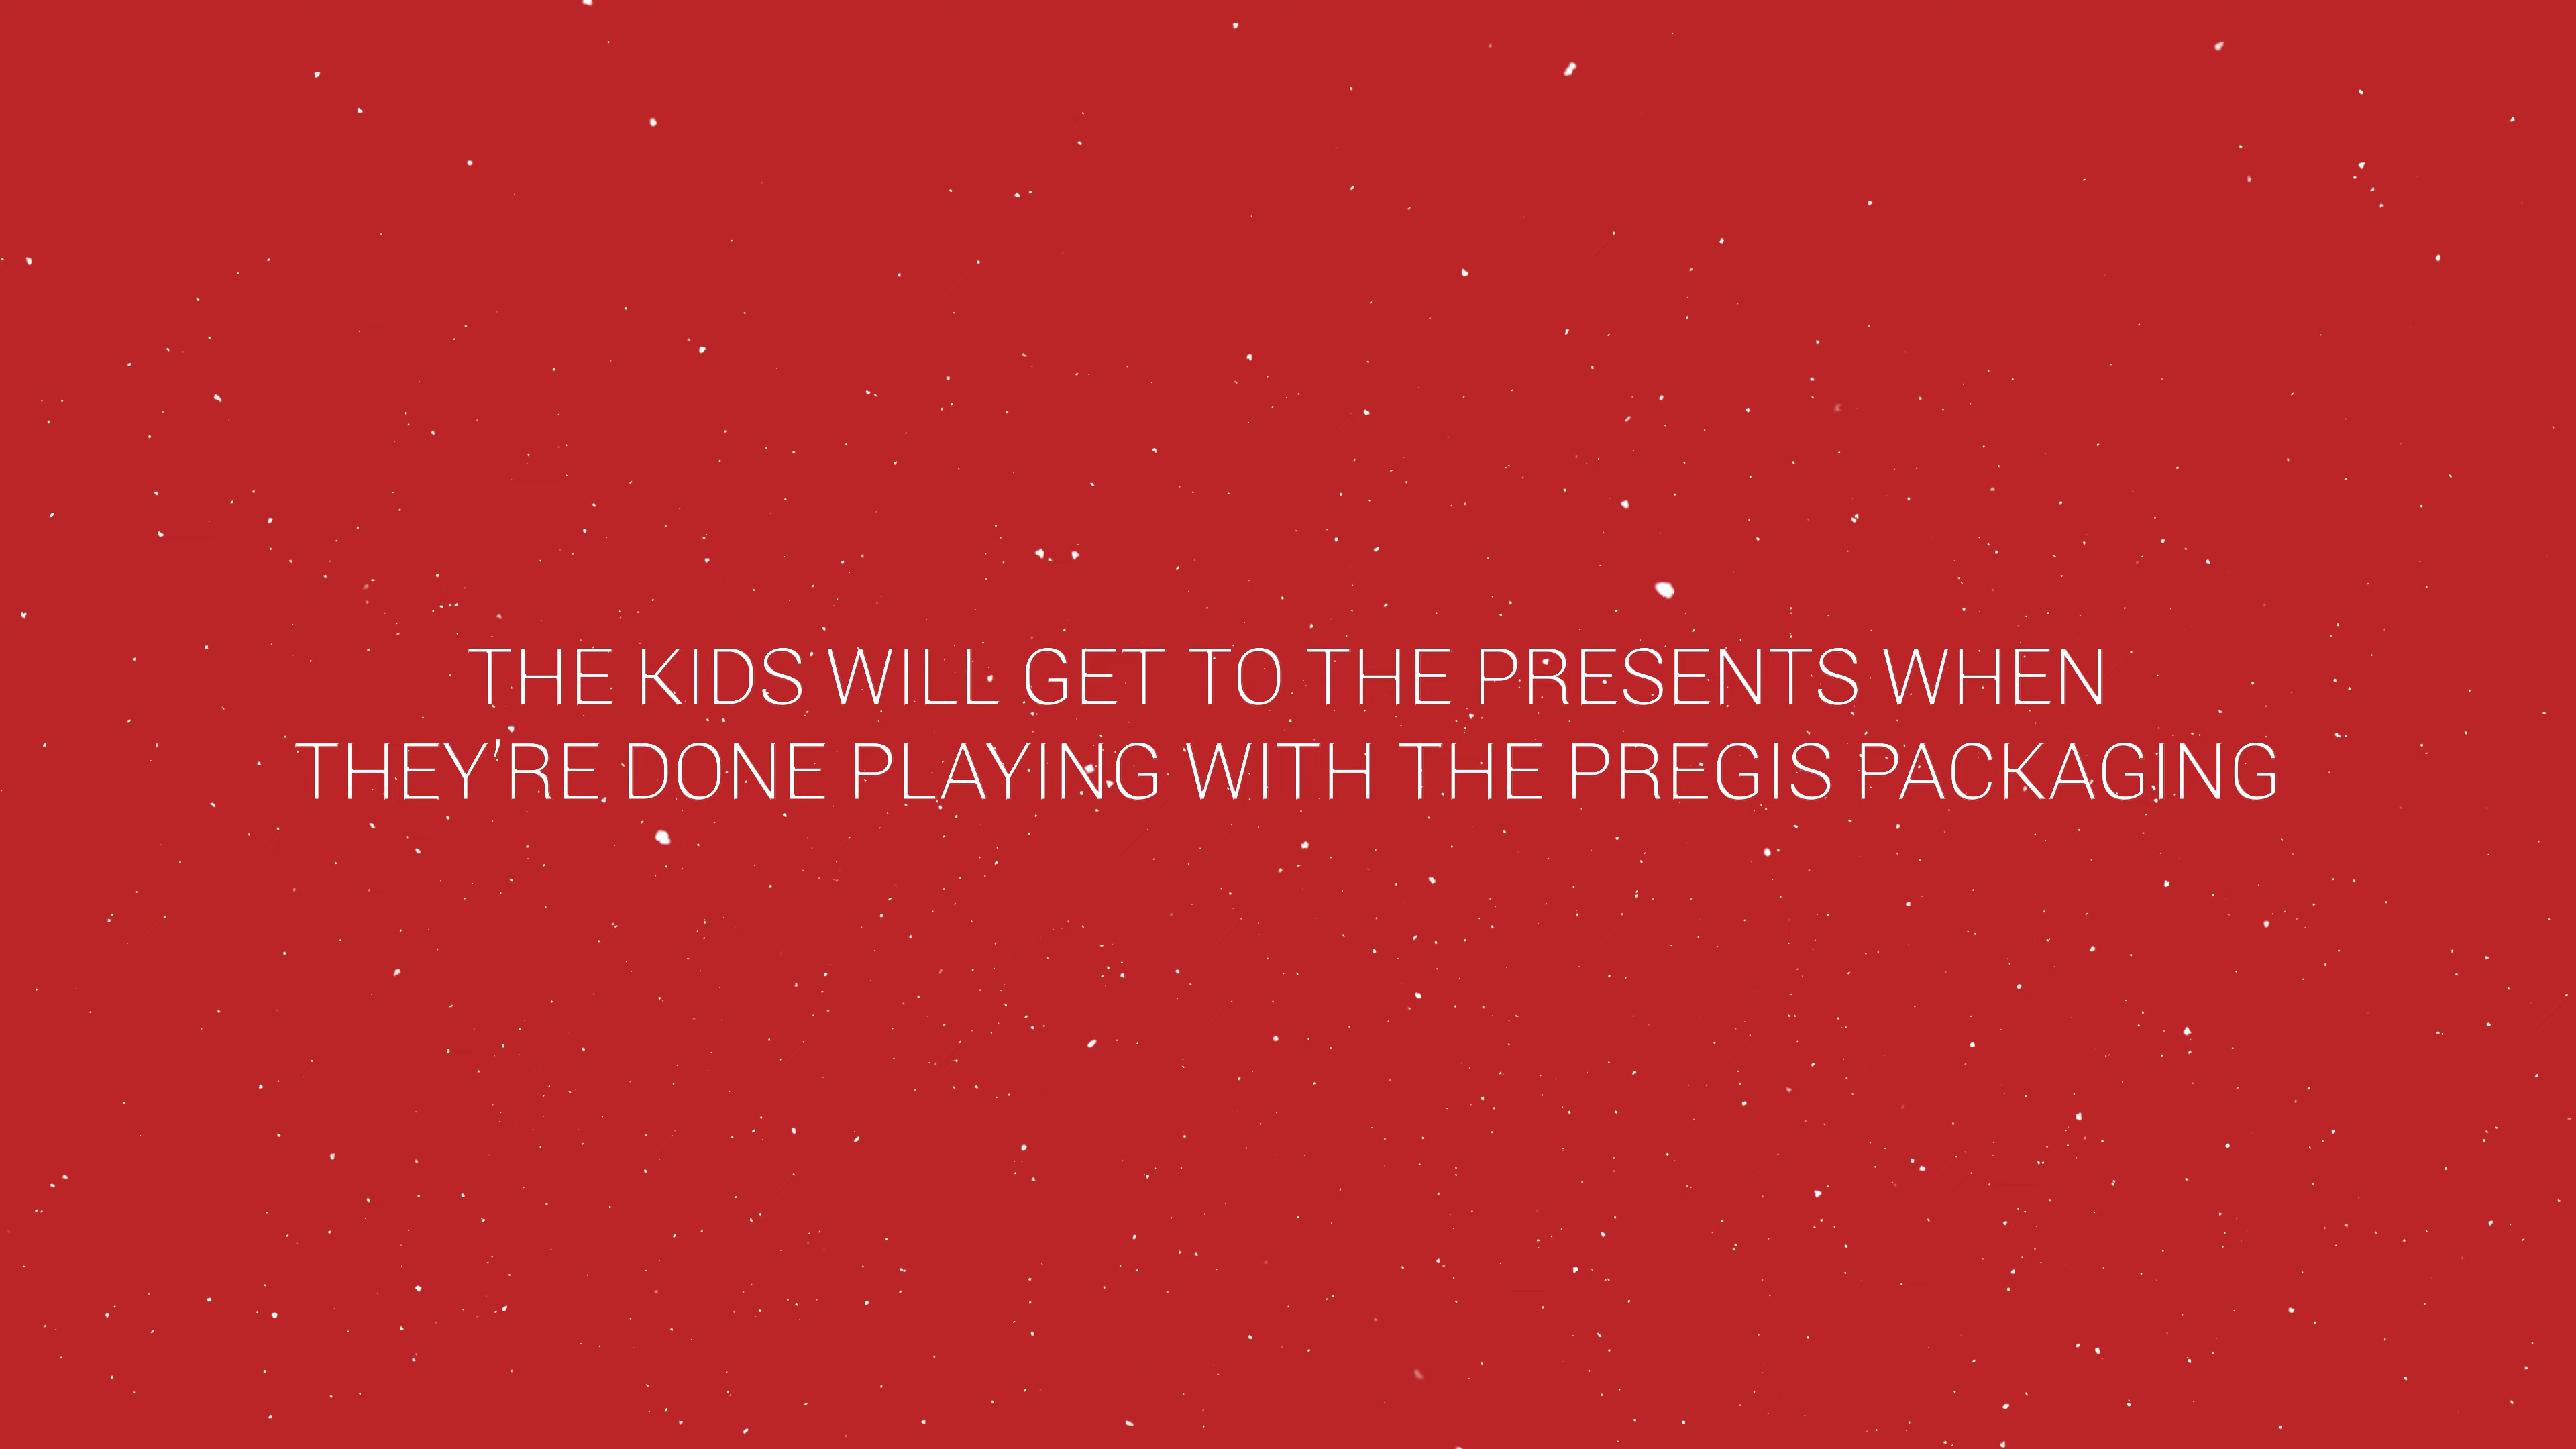 THE KIDS WILL GET TO THE PRESENTS WHEN
THEY'RE DONE PLAYING WITH THE PREGIS PACKAGING